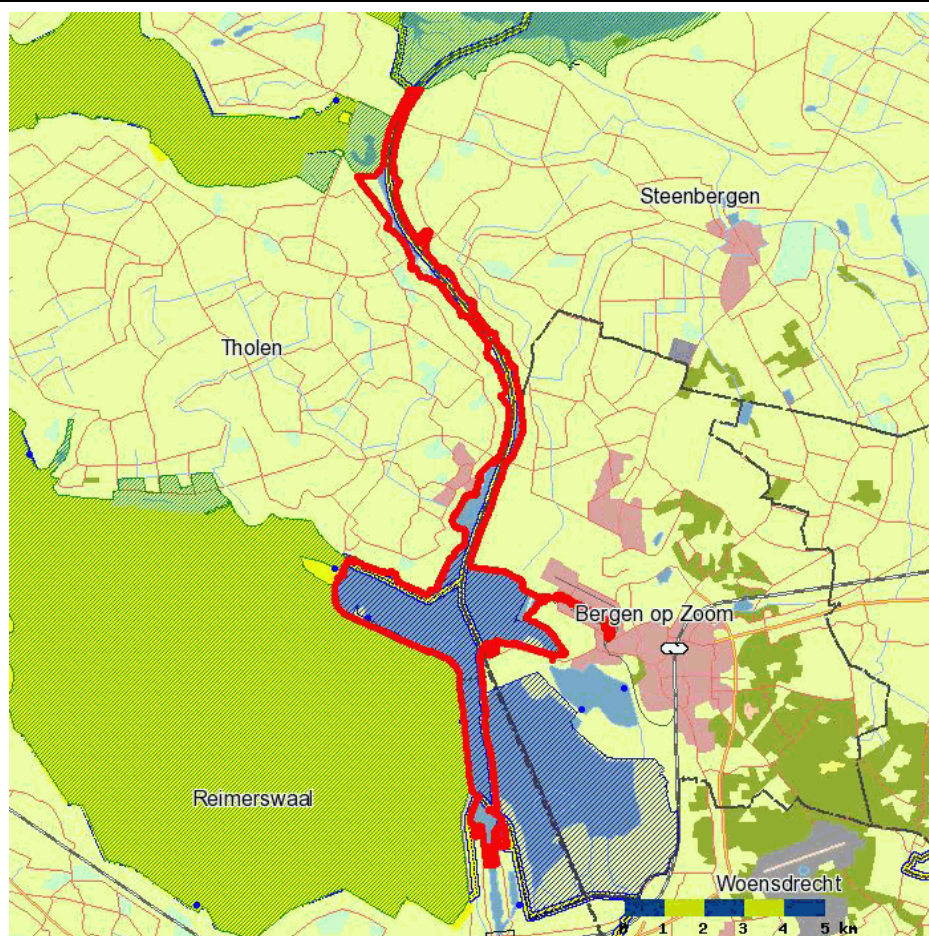 Steenbergen
Tholen
Bergen op Zoom
Reimerswaal
Woensdrecht
0 1 2 3 4 5 km